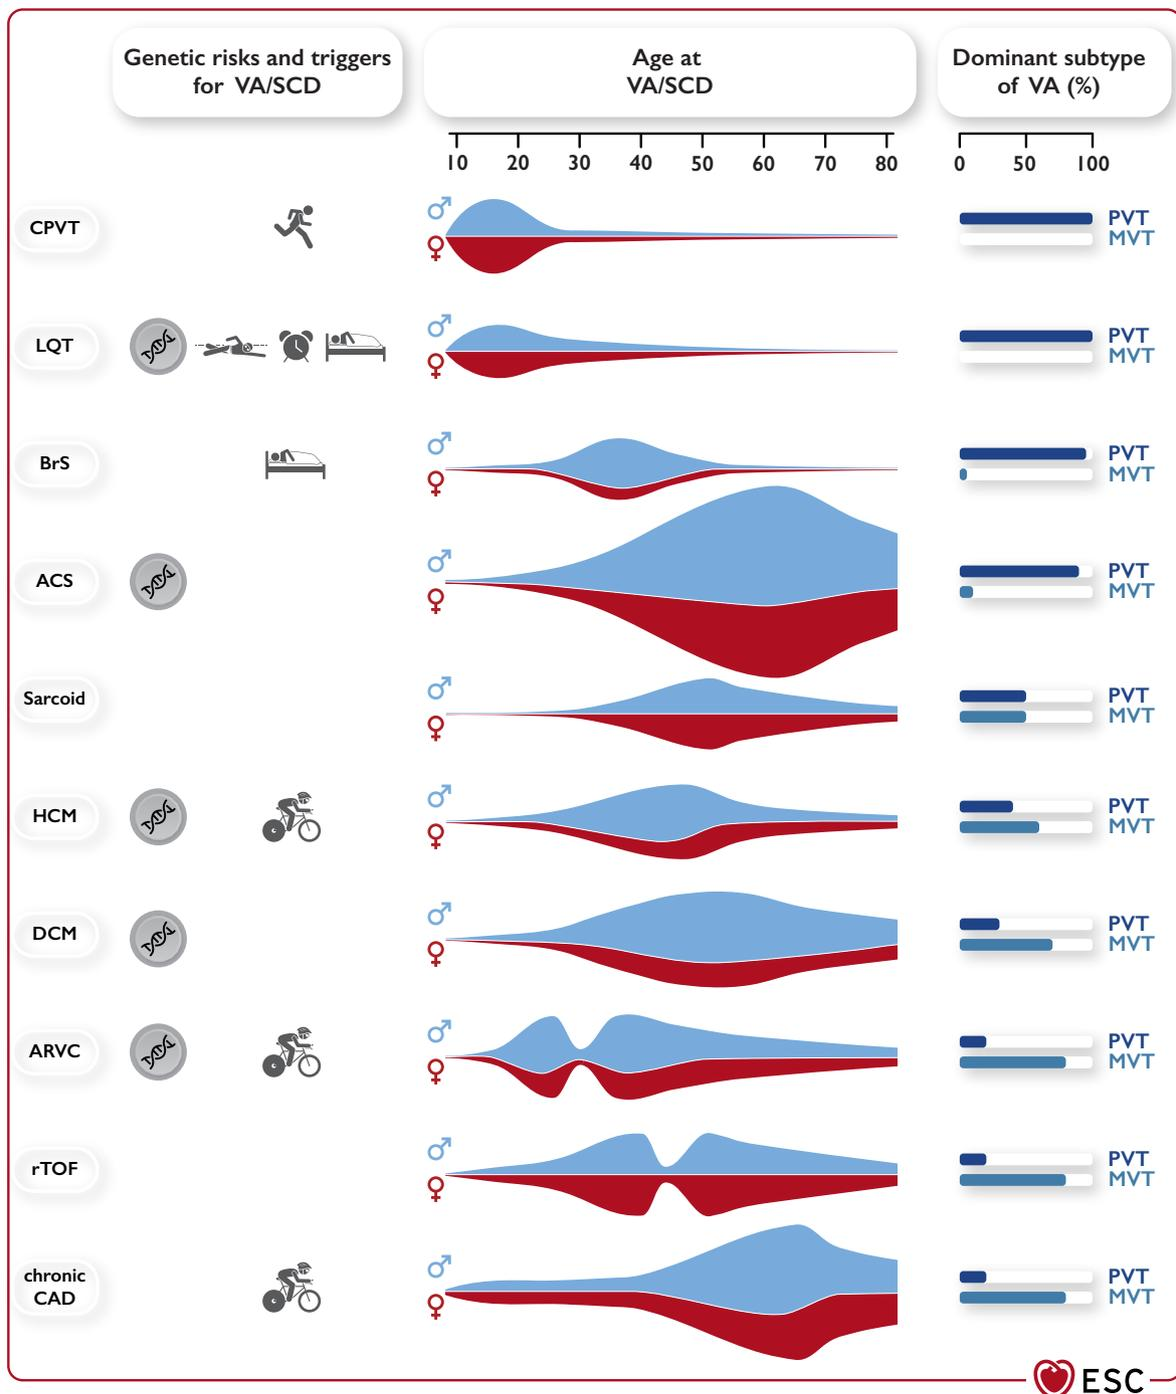 Genetic risks and triggers
for VA/SCD
Age at
VA/SCD
Dominant subtype
of VA (%)
10 20 30 40 50 60 70 80
0 50 100
CPVT
♂
♀
PVT
MVT
LQT
♂
♀
PVT
MVT
BrS
♂
♀
PVT
MVT
ACS
♂
♀
PVT
MVT
Sarcoid
♂
♀
PVT
MVT
HCM
♂
♀
PVT
MVT
DCM
♂
♀
PVT
MVT
ARVC
♂
♀
PVT
MVT
rTOF
♂
♀
PVT
MVT
chronic
CAD
♂
♀
PVT
MVT
ESC